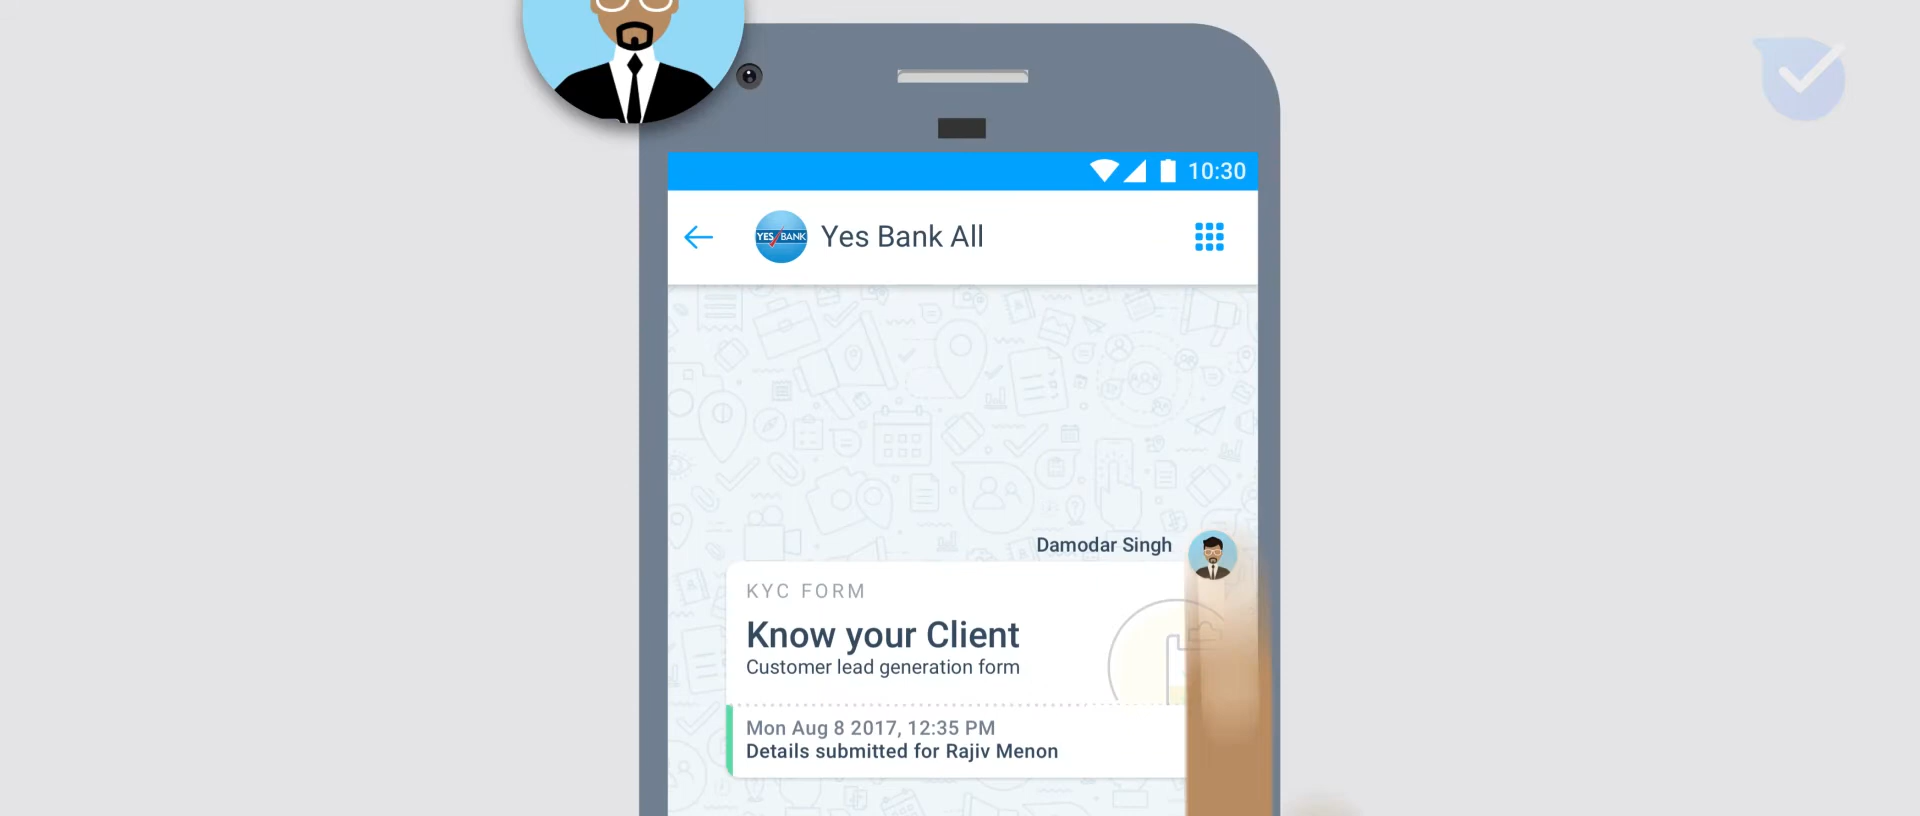 10:30
YES BANK
Yes Bank All
Damodar Singh
KYC FORM
Know your Client
Customer lead generation form
Mon Aug 8 2017, 12:35 PM
Details submitted for Rajiv Menon